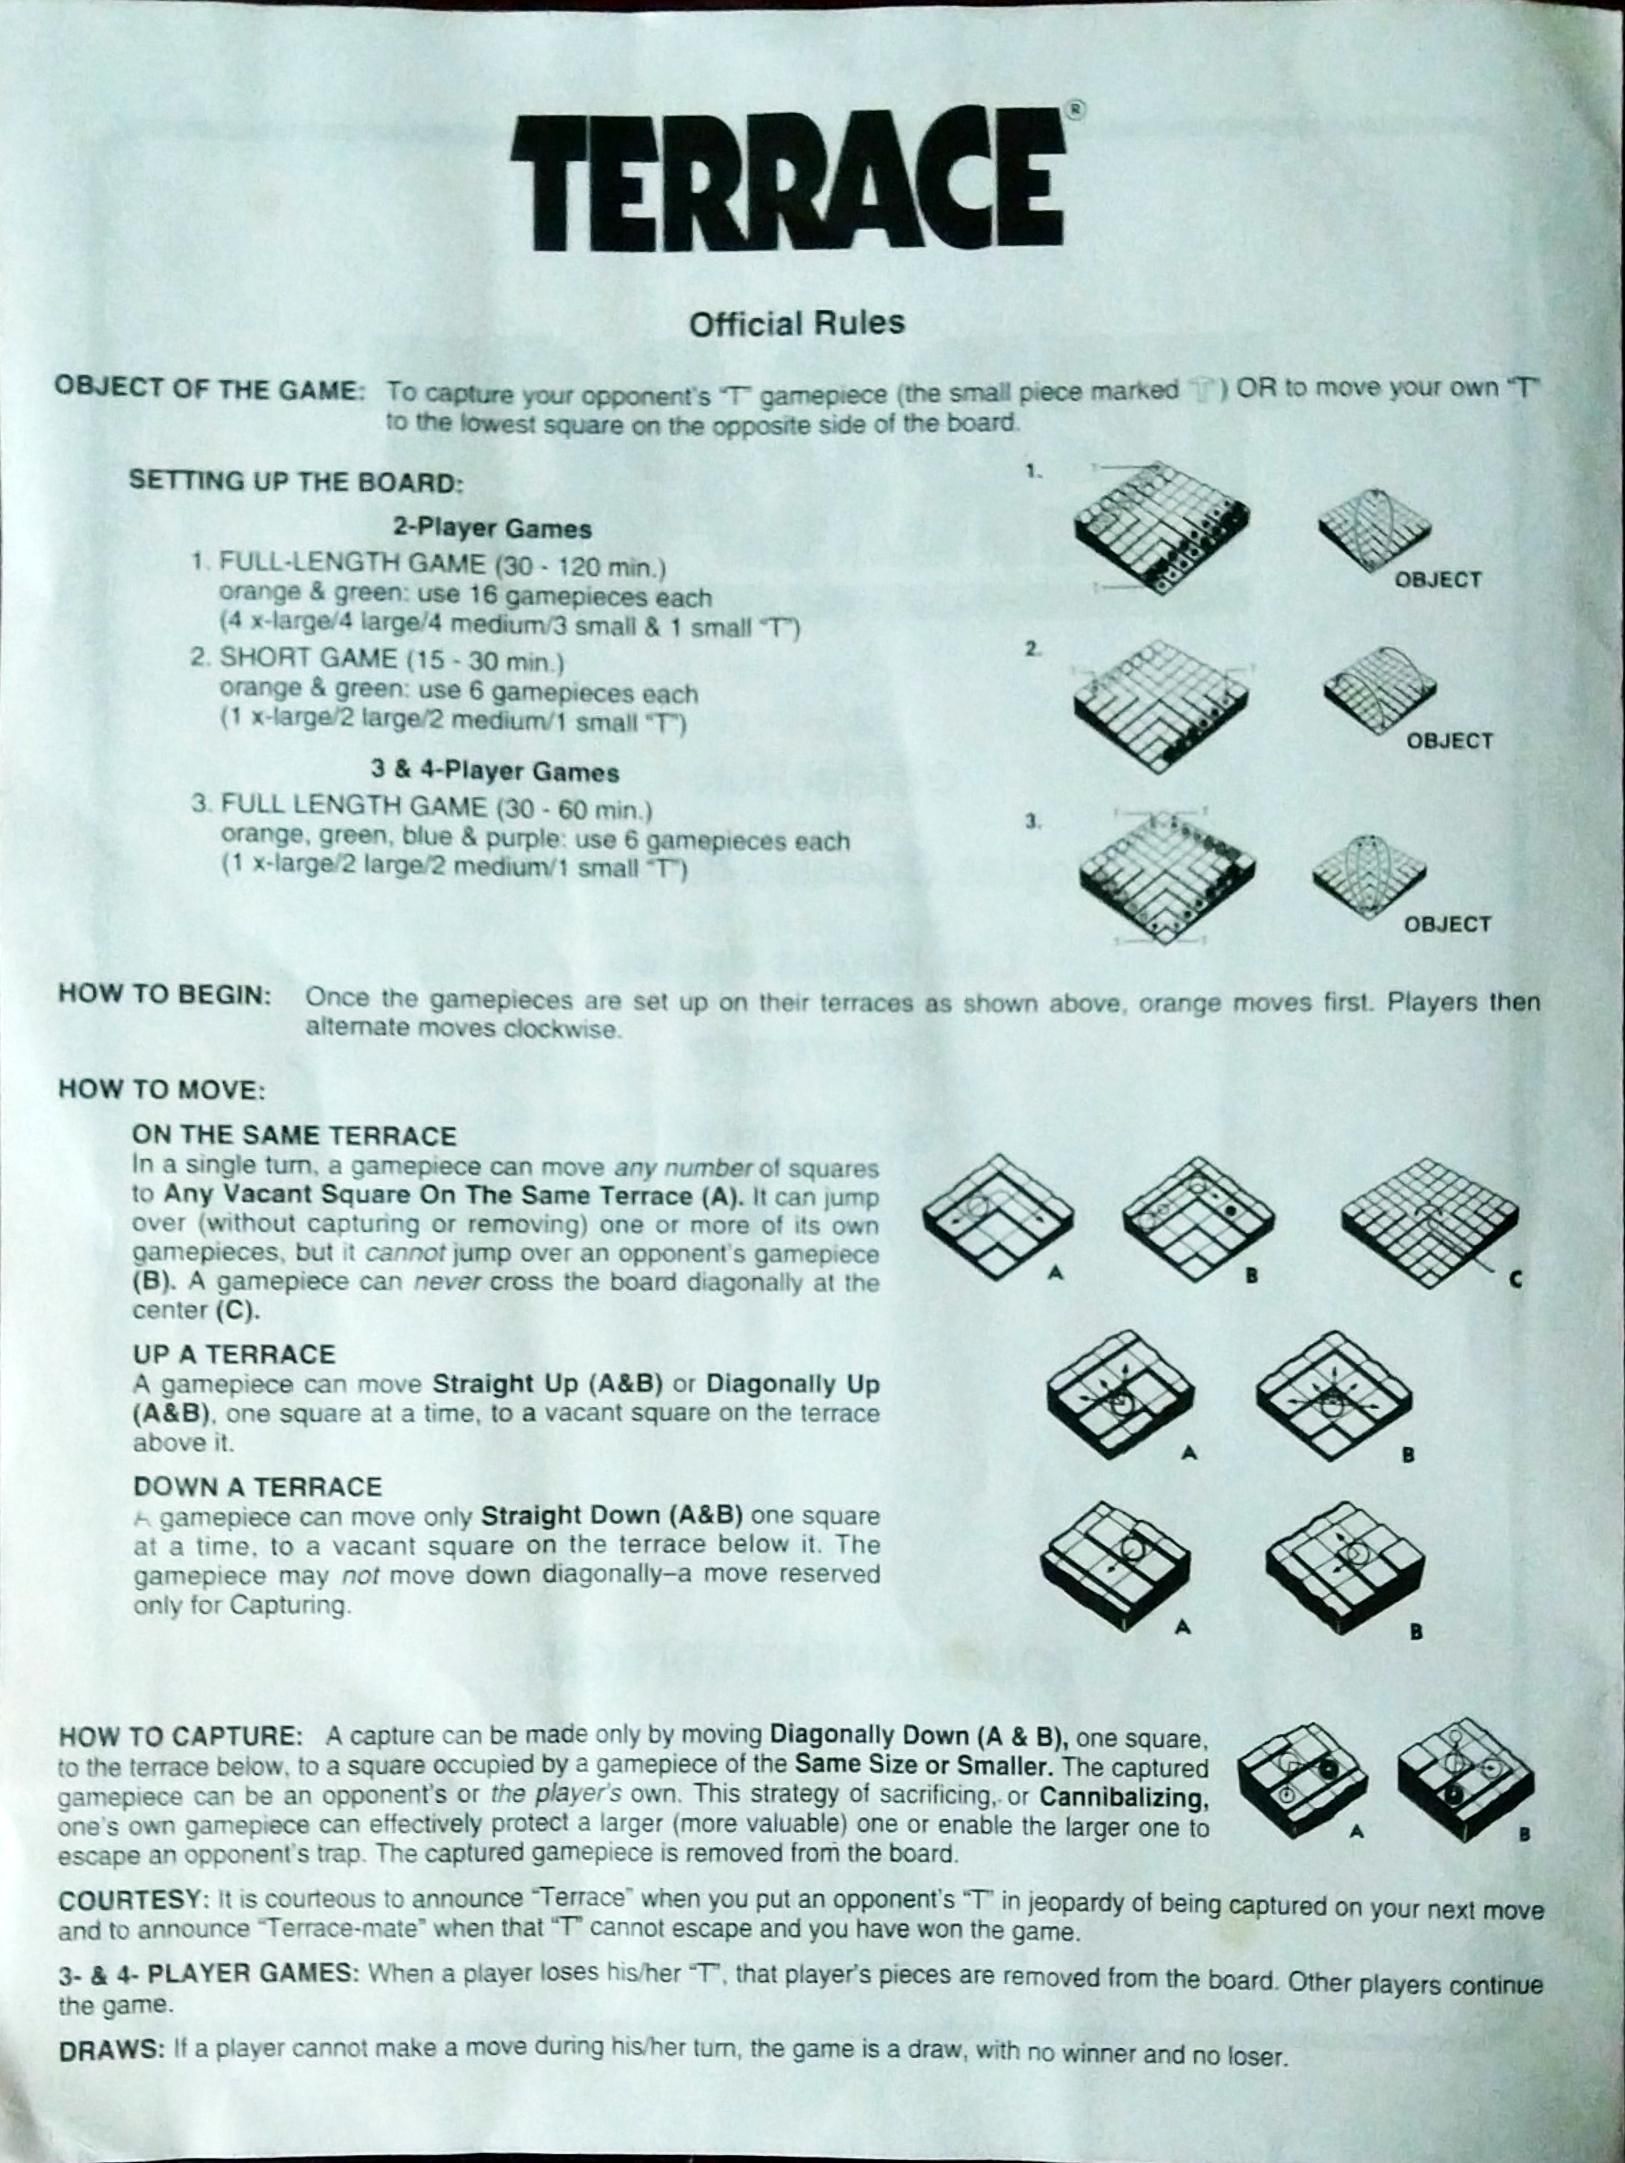 TERRACE®
Official Rules
OBJECT OF THE GAME: To capture your opponent's "T" gamepiece (the small piece marked T) OR to move your own "T"
to the lowest square on the opposite side of the board.
SETTING UP THE BOARD:
2-Player Games
1. FULL-LENGTH GAME (30 - 120 min.)
orange & green: use 16 gamepieces each
(4 x-large/4 large/4 medium/3 small & 1 small "T")
2. SHORT GAME (15 - 30 min.)
orange & green: use 6 gamepieces each
(1 x-large/2 large/2 medium/1 small "T")
3 & 4-Player Games
3. FULL LENGTH GAME (30 - 60 min.)
orange, green, blue & purple: use 6 gamepieces each
(1 x-large/2 large/2 medium/1 small "T")
1.
T
T
OBJECT
2.
T
T
OBJECT
3.
T
T
T
T
OBJECT
HOW TO BEGIN: Once the gamepieces are set up on their terraces as shown above, orange moves first. Players then
alternate moves clockwise.
HOW TO MOVE:
ON THE SAME TERRACE
In a single turn, a gamepiece can move any number of squares
to Any Vacant Square On The Same Terrace (A). It can jump
over (without capturing or removing) one or more of its own
gamepieces, but it cannot jump over an opponent's gamepiece
(B). A gamepiece can never cross the board diagonally at the
center (C).
A
B
C
UP A TERRACE
A gamepiece can move Straight Up (A&B) or Diagonally Up
(A&B), one square at a time, to a vacant square on the terrace
above it.
A
B
DOWN A TERRACE
A gamepiece can move only Straight Down (A&B) one square
at a time, to a vacant square on the terrace below it. The
gamepiece may not move down diagonally–a move reserved
only for Capturing.
A
B
HOW TO CAPTURE: A capture can be made only by moving Diagonally Down (A & B), one square,
to the terrace below, to a square occupied by a gamepiece of the Same Size or Smaller. The captured
gamepiece can be an opponent's or the player's own. This strategy of sacrificing, or Cannibalizing,
one's own gamepiece can effectively protect a larger (more valuable) one or enable the larger one to
escape an opponent's trap. The captured gamepiece is removed from the board.
A
B
COURTESY: It is courteous to announce "Terrace" when you put an opponent's "T" in jeopardy of being captured on your next move
and to announce "Terrace-mate" when that "T" cannot escape and you have won the game.
3- & 4- PLAYER GAMES: When a player loses his/her "T", that player's pieces are removed from the board. Other players continue
the game.
DRAWS: If a player cannot make a move during his/her turn, the game is a draw, with no winner and no loser.